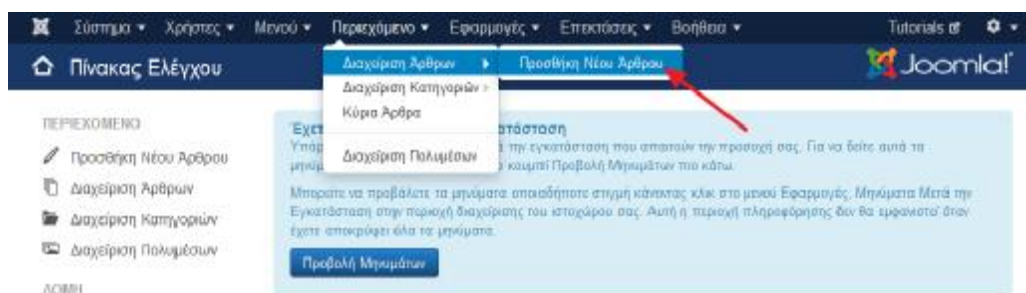 Σύστημα Χρήστες Μενού Περιεχόμενο Εφαρμογές Επεκτάσεις Βοήθεια Tutorials
Πίνακας Ελέγχου Joomla!
Διαχείριση Άρθρων Προσθήκη Νέου Άρθρου
Διαχείριση Κατηγοριών
Κύρια Άρθρα
Διαχείριση Πολυμέσων
ΠΕΡΙΕΧΟΜΕΝΟ
Προσθήκη Νέου Άρθρου
Διαχείριση Άρθρων
Διαχείριση Κατηγοριών
Διαχείριση Πολυμέσων
ΔΟΜΗ
την εγκατάσταση που απαιτούν την προσοχή σας. Για να δείτε αυτά τα
κουμπί Προβολή Μηνυμάτων πιο κάτω.
Μπορείτε να προβάλετε τα μηνύματα οποιαδήποτε στιγμή κάνοντας κλικ στο μενού Εφαρμογές, Μηνύματα Μετά την
Εγκατάσταση στην περιοχή διαχείρισης του ιστοχώρου σας. Αυτή η περιοχή πληροφόρησης δεν θα εμφανιστεί όταν
έχετε αποκρύψει όλα τα μηνύματα.
Προβολή Μηνυμάτων